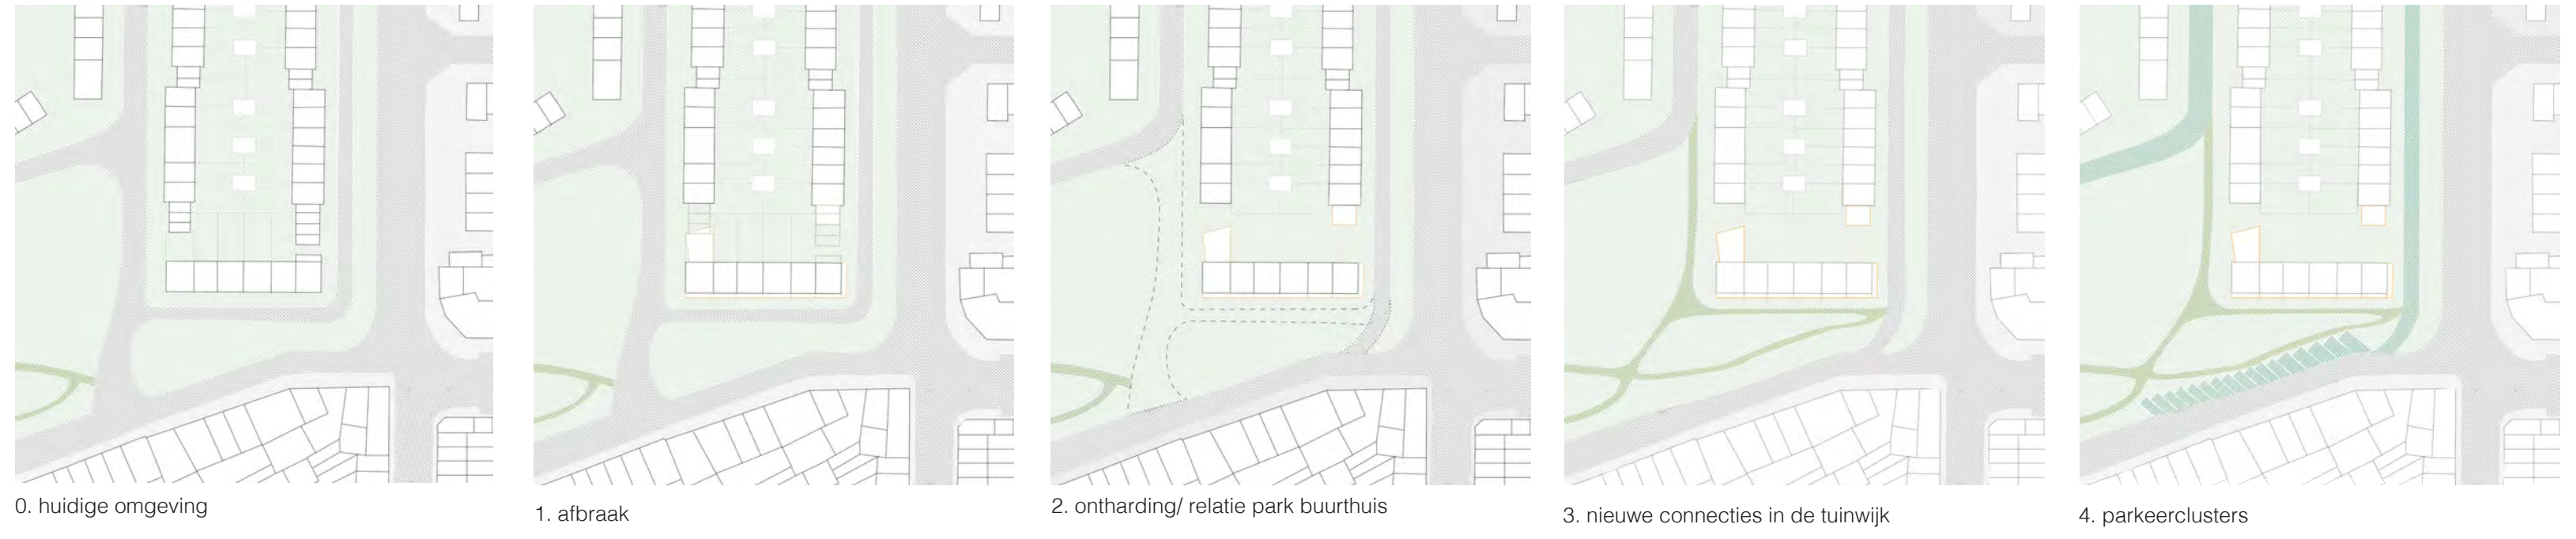 0. huidige omgeving
1. afbraak
2. ontharding/ relatie park buurthuis
3. nieuwe connecties in de tuinwijk
4. parkeerclusters